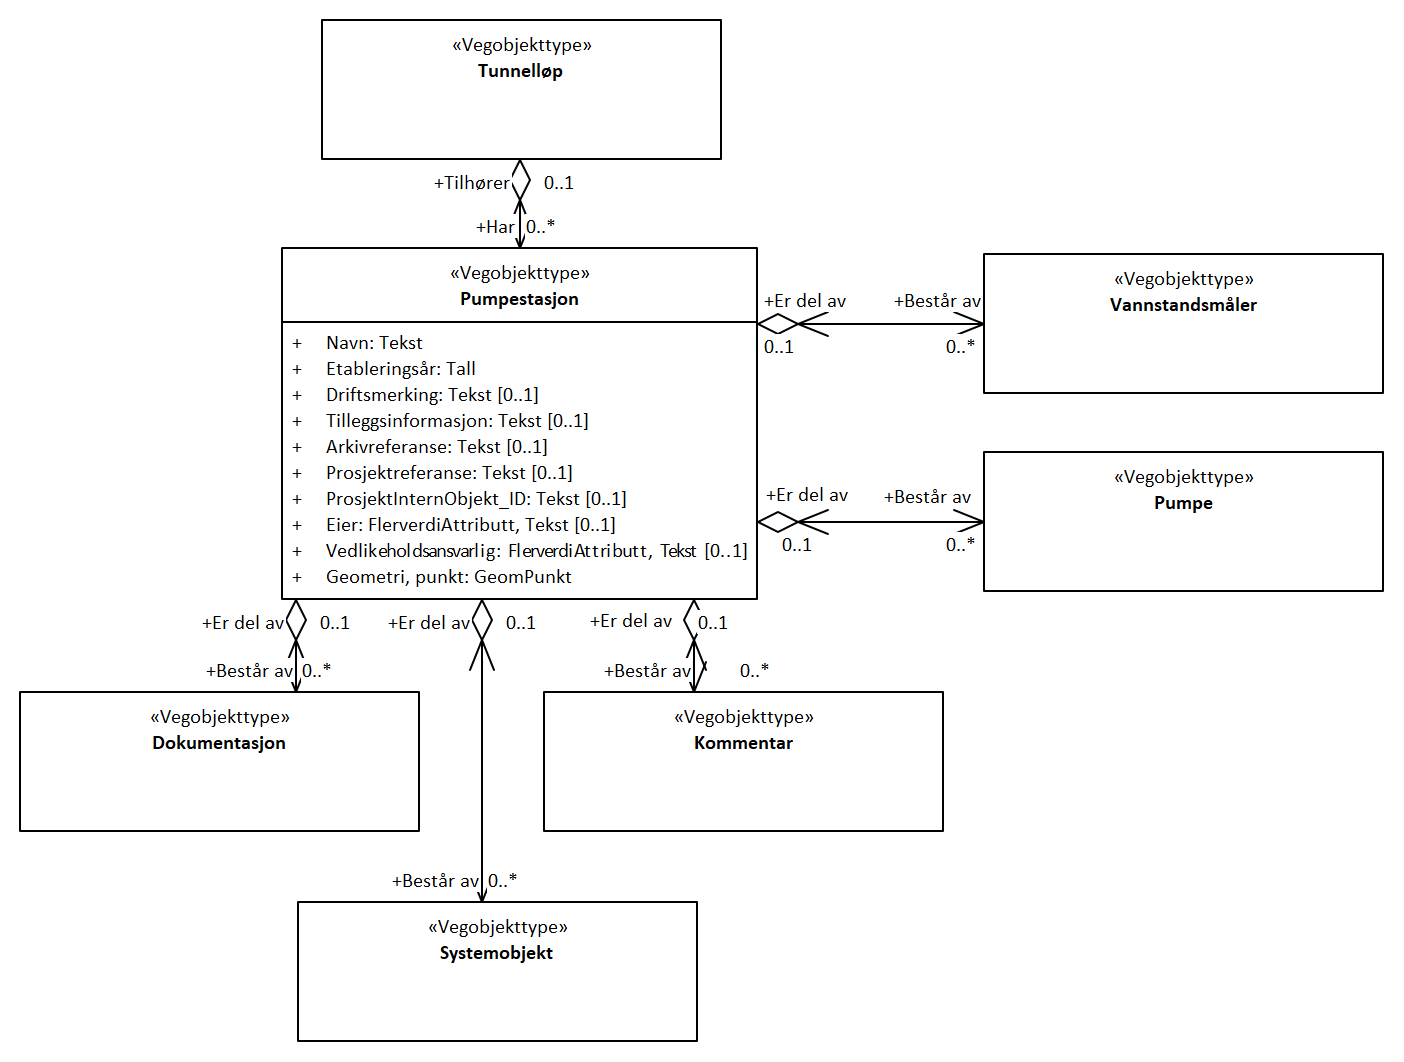 «Vegobjekttype»
Tunnelløp
+Tilhører 0..1
+Har 0..*
«Vegobjekttype»
Pumpestasjon
+ Navn: Tekst
+ Etableringsår: Tall
+ Driftsmerking: Tekst [0..1]
+ Tilleggsinformasjon: Tekst [0..1]
+ Arkivreferanse: Tekst [0..1]
+ Prosjektreferanse: Tekst [0..1]
+ ProsjektInternObjekt_ID: Tekst [0..1]
+ Eier: FlerverdiAttributt, Tekst [0..1]
+ Vedlikeholdsansvarlig: FlerverdiAttributt, Tekst [0..1]
+ Geometri, punkt: GeomPunkt
+Er del av +Består av
0..1 0..*
«Vegobjekttype»
Vannstandsmåler
+Er del av +Består av
0..1 0..*
«Vegobjekttype»
Pumpe
+Er del av 0..1
+Består av 0..*
«Vegobjekttype»
Dokumentasjon
+Er del av 0..1
+Består av 0..*
«Vegobjekttype»
Systemobjekt
+Er del av 0..1
+Består av 0..*
«Vegobjekttype»
Kommentar